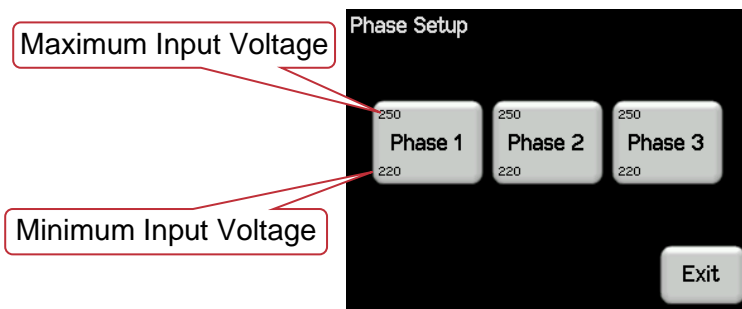 Phase Setup
Maximum Input Voltage
250 250 250
Phase 1 Phase 2 Phase 3
220 220 220
Minimum Input Voltage
Exit